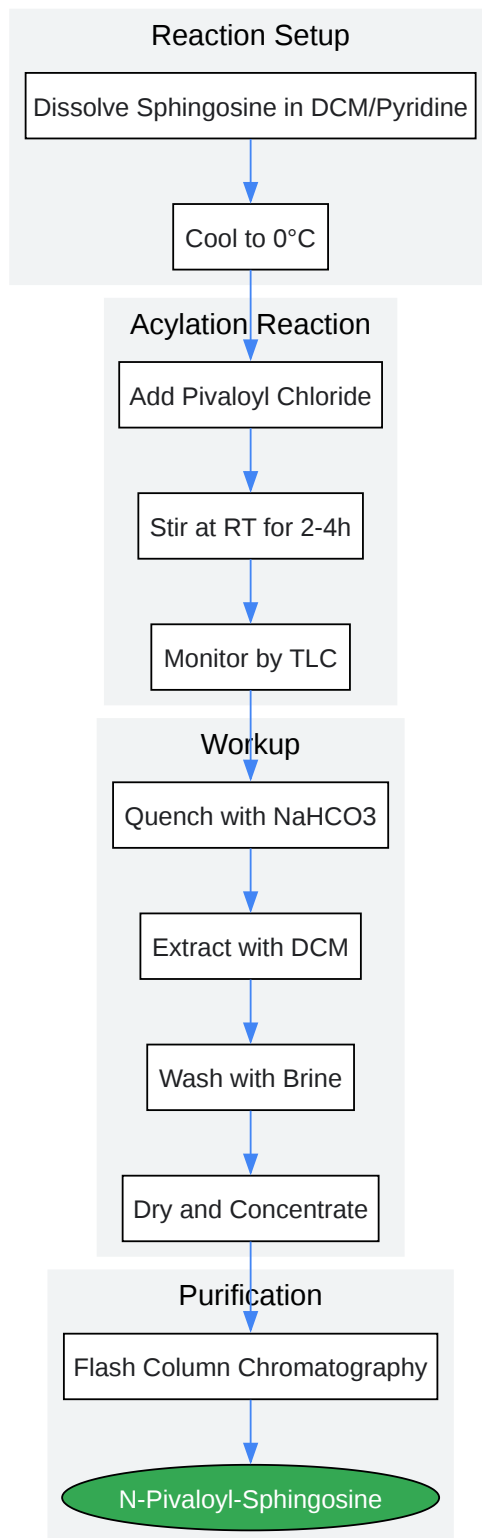 Reaction Setup
Dissolve Sphingosine in DCM/Pyridine
Cool to 0°C
Acylation Reaction
Add Pivaloyl Chloride
Stir at RT for 2-4h
Monitor by TLC
Workup
Quench with NaHCO3
Extract with DCM
Wash with Brine
Dry and Concentrate
Purification
Flash Column Chromatography
N-Pivaloyl-Sphingosine